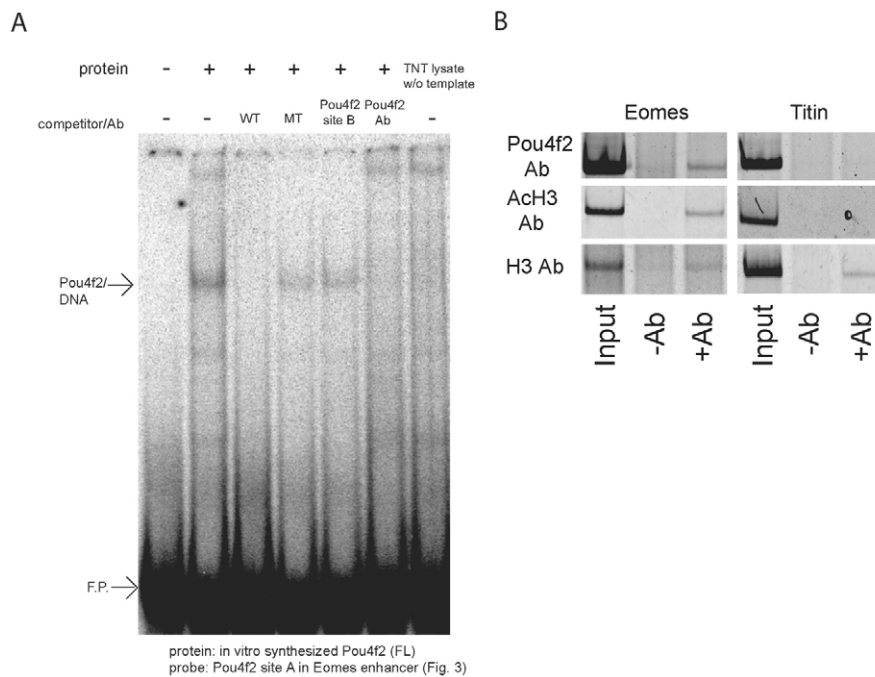 A
protein - + + + + + TNT lysate
w/o template
competitor/Ab - - WT MT Pou4f2
site B Pou4f2
Ab -
Pou4f2/
DNA
F.P.
protein: in vitro synthesized Pou4f2 (FL)
probe: Pou4f2 site A in Eomes enhancer (Fig. 3)
B
Eomes Titin
Pou4f2
Ab
AcH3
Ab
H3 Ab
Input -Ab +Ab Input -Ab +Ab